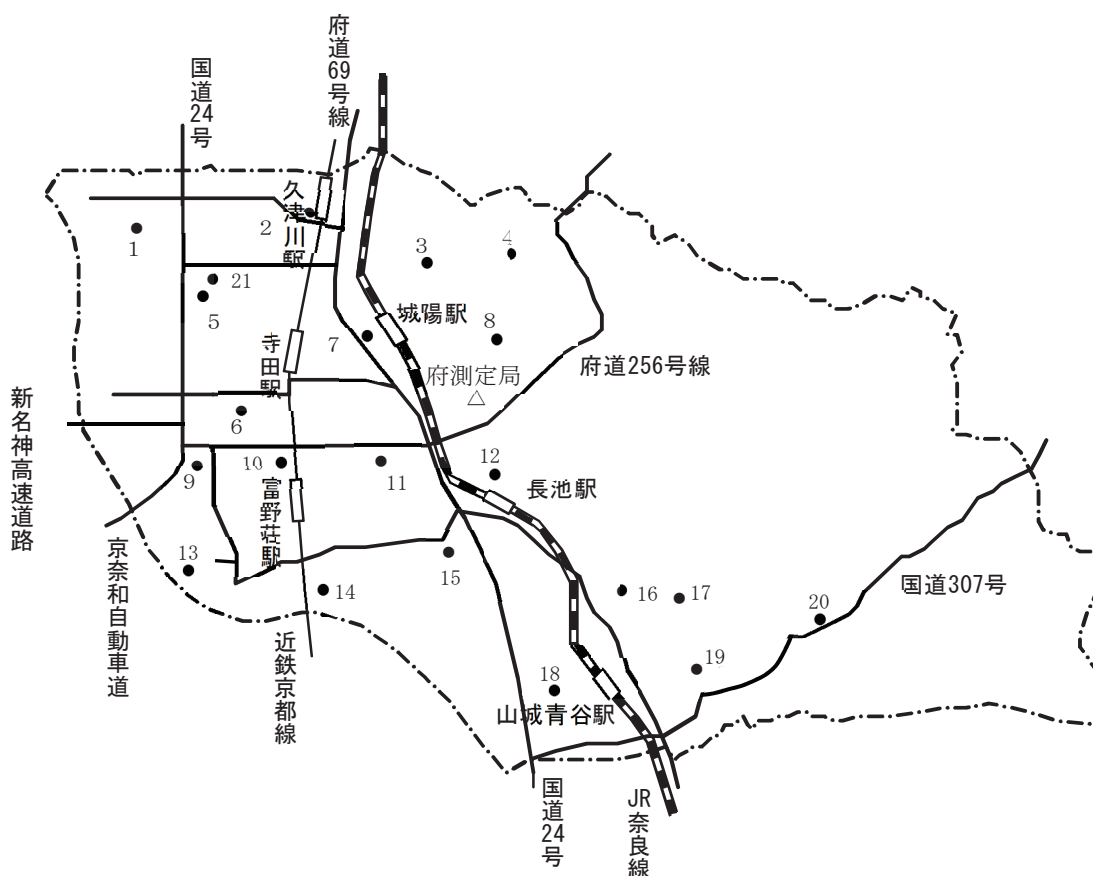 府道69号線
国道24号
久津川駅
1
2
3
4
21
5
城陽駅
寺田駅
7
8
府道256号線
府測定局
新名神高速道路
6
9
10
11
12
長池駅
富野荘駅
京奈和自動車道
13
14
15
16
17
国道307号
20
近鉄京都線
19
18
山城青谷駅
国道24号
JR奈良線